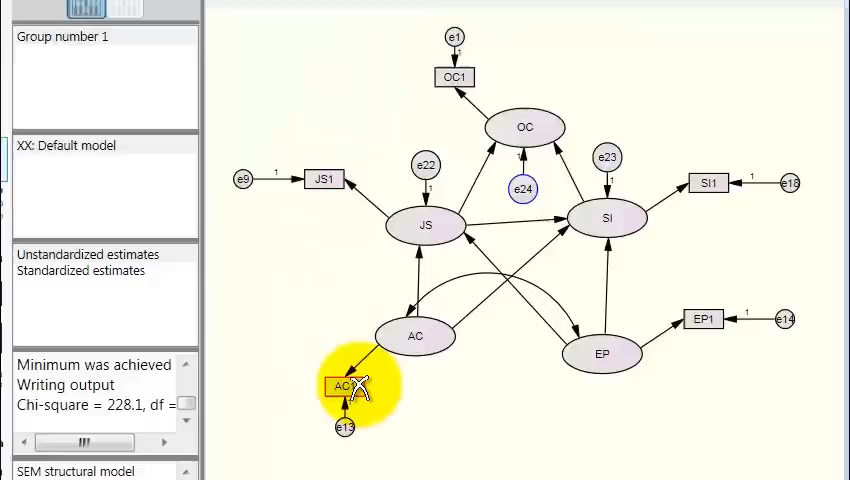 Group number 1
XX: Default model
Unstandardized estimates
Standardized estimates
Minimum was achieved
Writing output
Chi-square = 228.1, df =
SEM structural model
e1
1
OC1
OC
1
e24
e22
1
e23
1
e9
1
JS1
JS
SI
SI1
1
e18
AC
EP
EP1
1
e14
AC
e13